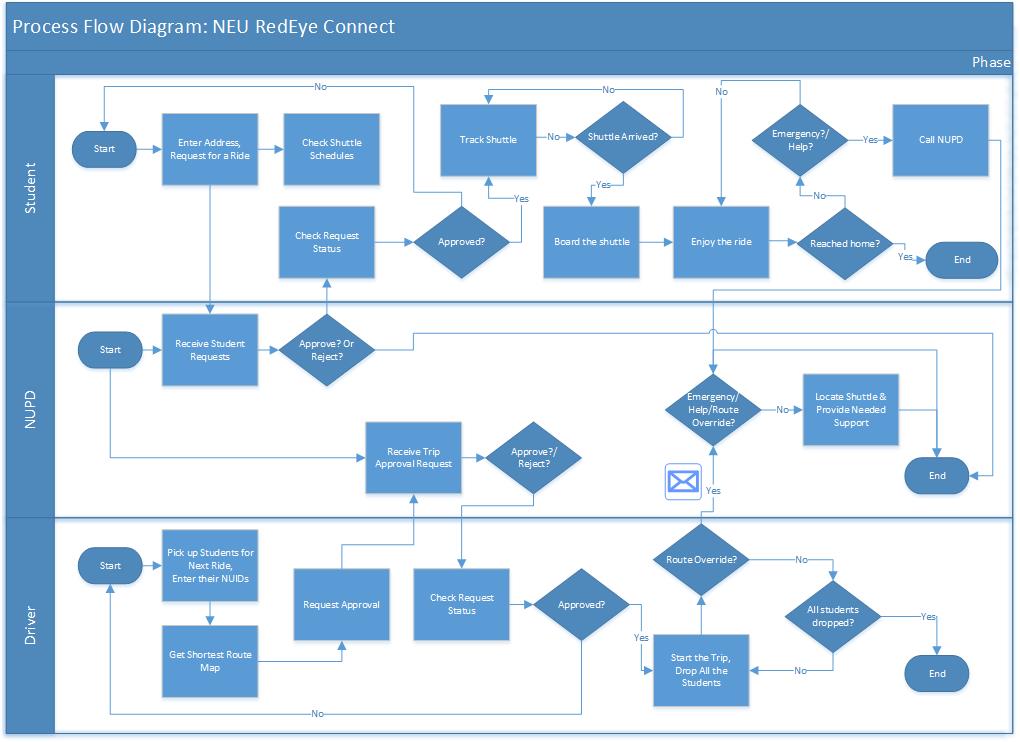 Process Flow Diagram: NEU RedEye Connect
Phase
Student
No
No
No
Start
Enter Address,
Request for a Ride
Check Shuttle
Schedules
Track Shuttle
No
Shuttle Arrived?
Emergency?/
Help?
Yes
Call NUPD
Yes
Yes
No
Check Request
Status
Approved?
Board the shuttle
Enjoy the ride
Reached home?
Yes
End
NUPD
Start
Receive Student
Requests
Approve? Or
Reject?
Emergency/
Help/Route
Override?
No
Locate Shuttle &
Provide Needed
Support
Receive Trip
Approval Request
Approve?/
Reject?
End
Yes
Driver
Start
Pick up Students for
Next Ride,
Enter their NUIDs
Route Override?
No
Request Approval
Check Request
Status
Approved?
All students
dropped?
Yes
Yes
Get Shortest Route
Map
Start the Trip,
Drop All the
Students
No
End
No